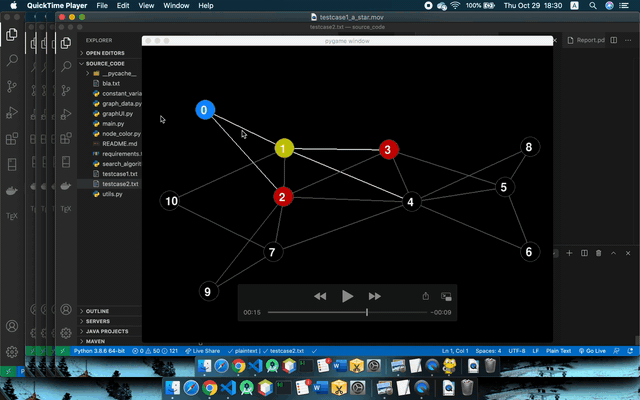 QuickTime Player File Edit View Window Help 100% Thu Oct 29 18:30
testcase1_a_star.mov
testcase2.txt — source_code
pygame window
EXPLORER
Report.pd
OPEN EDITORS
SOURCE_CODE
__pycache__
bla.txt
constant_varia
graph_data.py
graphUI.py
main.py
node_color.py
README.md
requirements.
search_algorit
testcase1.txt
testcase2.txt
utils.py
TEX
0
1
3
8
2
4
5
10
7
6
9
00:15
-00:09
OUTLINE
SERVERS
JAVA PROJECTS
MAVEN
Python 3.8.6 64-bit 0 50 121 Live Share plaintext testcase2.txt Ln 1, Col 1 Spaces: 4 UTF-8 LF Plain Text Go Live